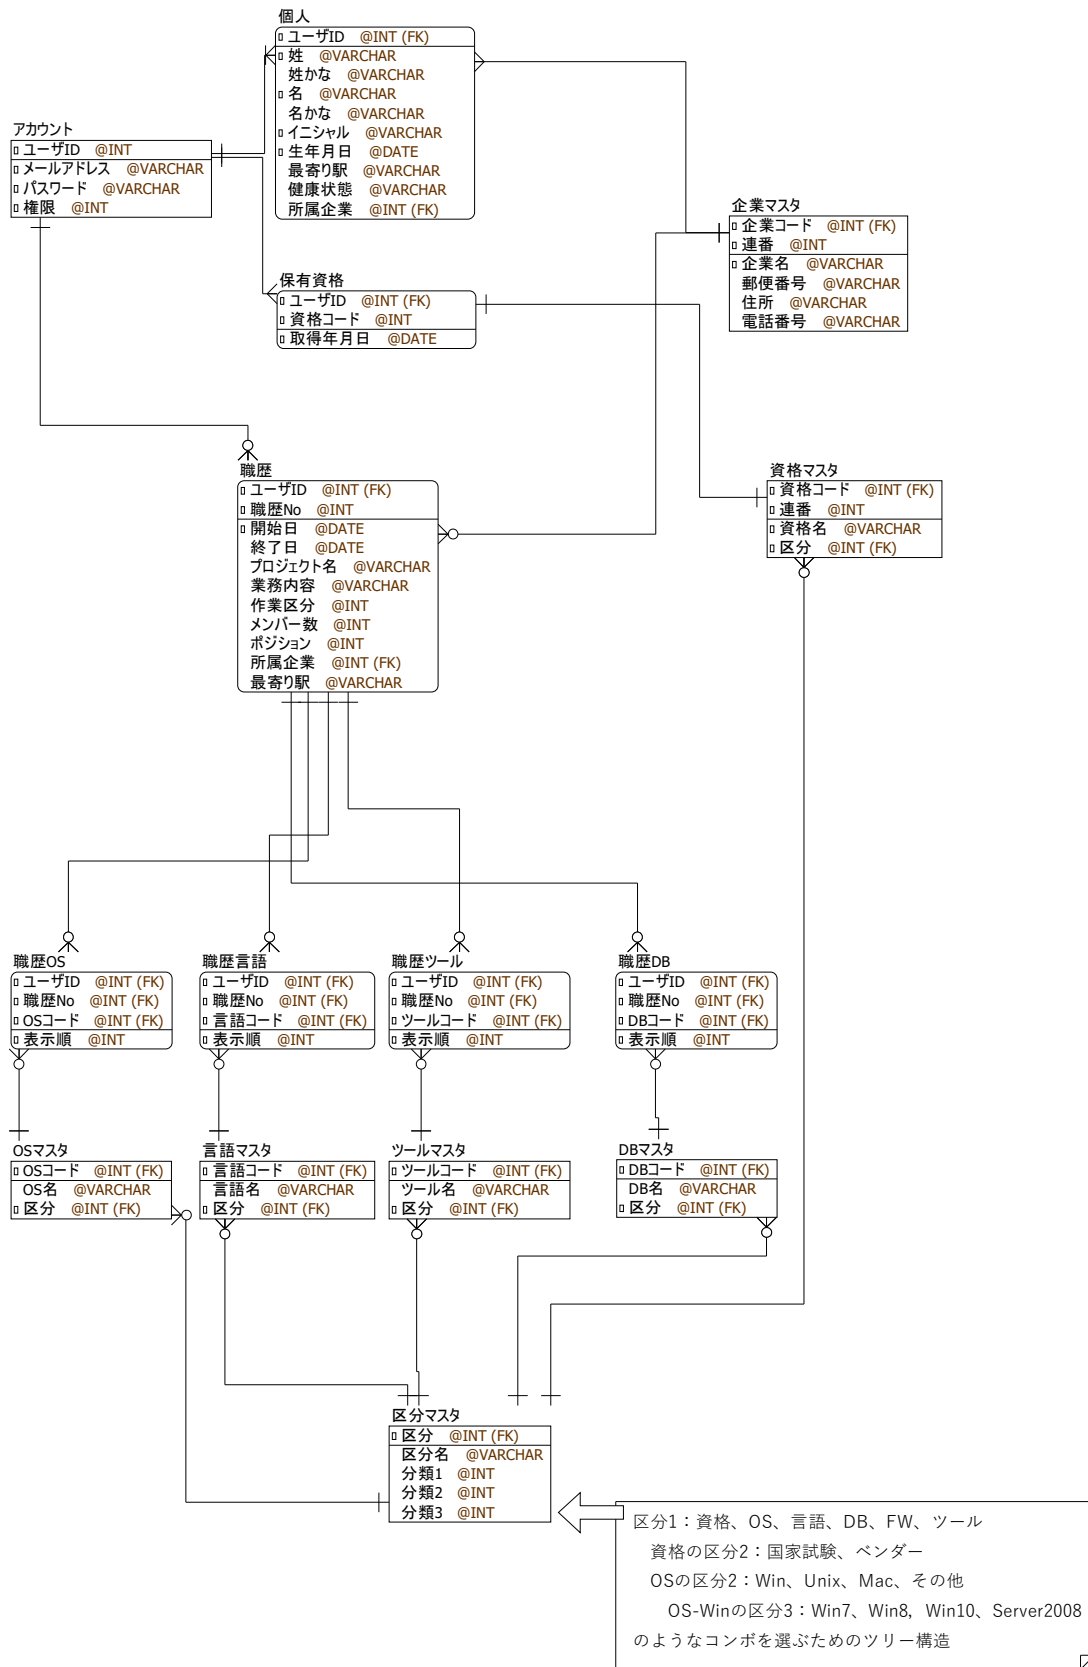 個人
ユーザID @INT (FK)
姓 @VARCHAR
姓かな @VARCHAR
名 @VARCHAR
名かな @VARCHAR
イニシャル @VARCHAR
生年月日 @DATE
最寄り駅 @VARCHAR
健康状態 @VARCHAR
所属企業 @INT (FK)
アカウント
ユーザID @INT
メールアドレス @VARCHAR
パスワード @VARCHAR
権限 @INT
企業マスタ
企業コード @INT (FK)
連番 @INT
企業名 @VARCHAR
郵便番号 @VARCHAR
住所 @VARCHAR
電話番号 @VARCHAR
保有資格
ユーザID @INT (FK)
資格コード @INT
取得年月日 @DATE
職歴
ユーザID @INT (FK)
職歴No @INT
開始日 @DATE
終了日 @DATE
プロジェクト名 @VARCHAR
業務内容 @VARCHAR
作業区分 @INT
メンバー数 @INT
ポジション @INT
所属企業 @INT (FK)
最寄り駅 @VARCHAR
資格マスタ
資格コード @INT (FK)
連番 @INT
資格名 @VARCHAR
区分 @INT (FK)
職歴OS
ユーザID @INT (FK)
職歴No @INT (FK)
OSコード @INT (FK)
表示順 @INT
職歴言語
ユーザID @INT (FK)
職歴No @INT (FK)
言語コード @INT (FK)
表示順 @INT
職歴ツール
ユーザID @INT (FK)
職歴No @INT (FK)
ツールコード @INT (FK)
表示順 @INT
職歴DB
ユーザID @INT (FK)
職歴No @INT (FK)
DBコード @INT (FK)
表示順 @INT
OSマスタ
OSコード @INT (FK)
OS名 @VARCHAR
区分 @INT (FK)
言語マスタ
言語コード @INT (FK)
言語名 @VARCHAR
区分 @INT (FK)
ツールマスタ
ツールコード @INT (FK)
ツール名 @VARCHAR
区分 @INT (FK)
DBマスタ
DBコード @INT (FK)
DB名 @VARCHAR
区分 @INT (FK)
区分マスタ
区分 @INT (FK)
区分名 @VARCHAR
分類1 @INT
分類2 @INT
分類3 @INT
区分1：資格、OS、言語、DB、FW、ツール
資格の区分2：国家試験、ベンダー
OSの区分2：Win、Unix、Mac、その他
OS-Winの区分3：Win7、Win8, Win10、Server2008
のようなコンボを選ぶためのツリー構造